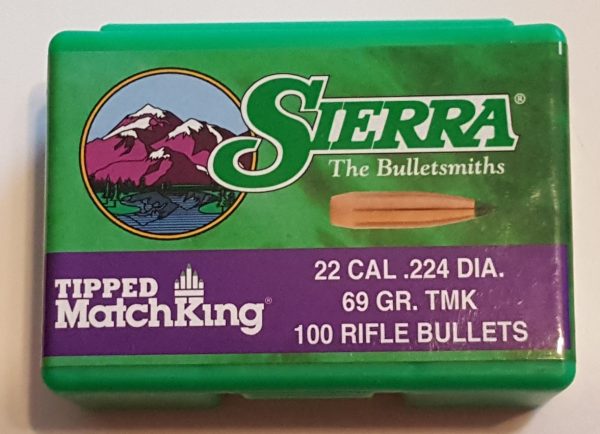 SIERRA®
The Bulletsmiths
TIPPED
MatchKing®
22 CAL .224 DIA.
69 GR. TMK
100 RIFLE BULLETS